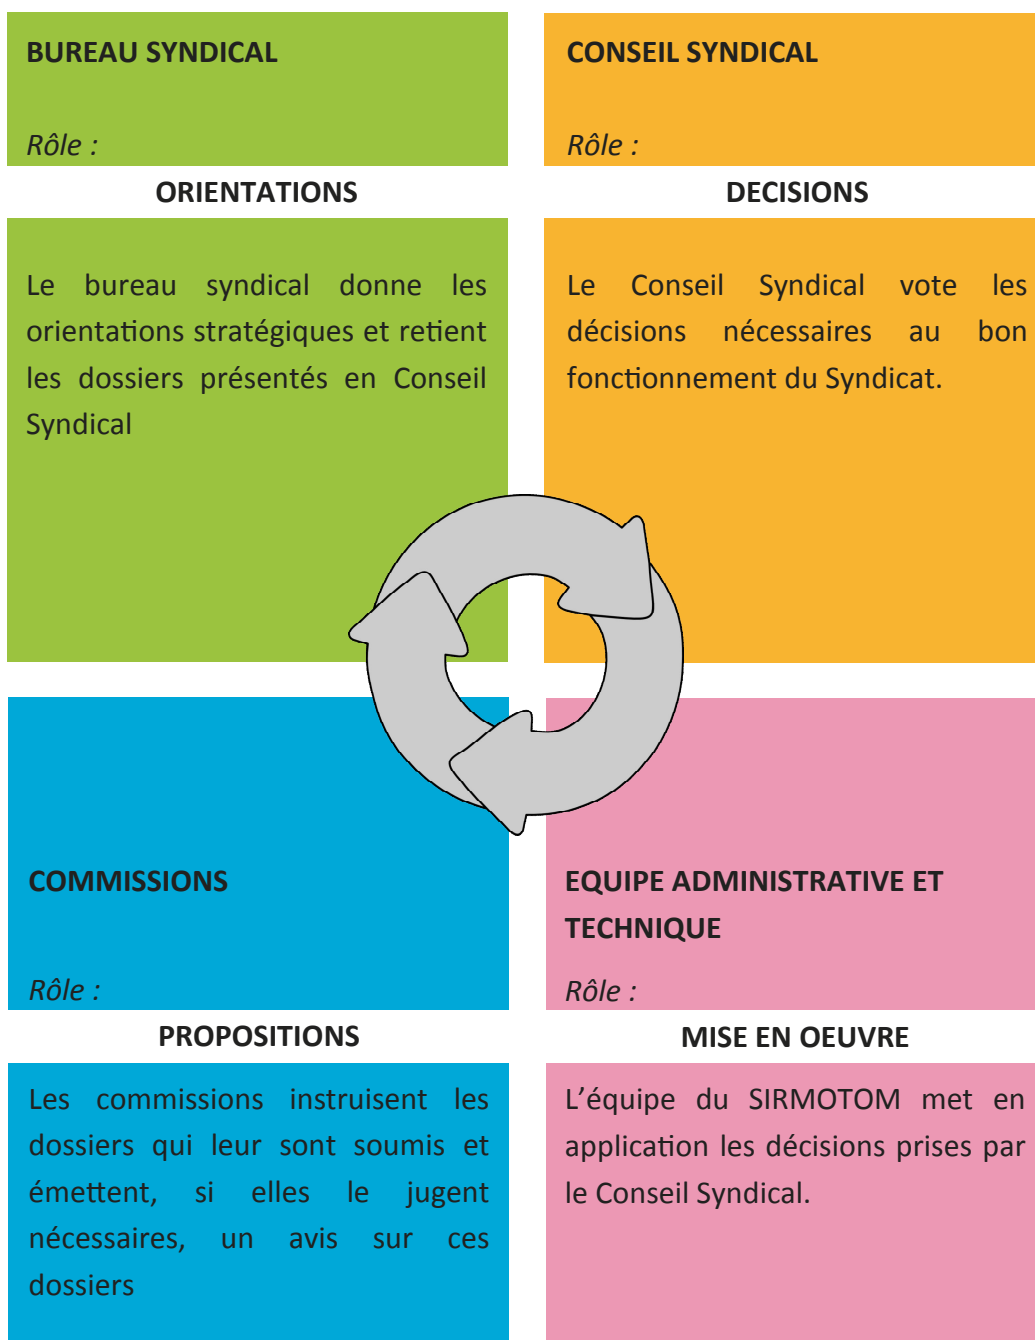 BUREAU SYNDICAL
Rôle :
ORIENTATIONS
Le bureau syndical donne les
orientations stratégiques et retient
les dossiers présentés en Conseil
Syndical
CONSEIL SYNDICAL
Rôle :
DECISIONS
Le Conseil Syndical vote les
décisions nécessaires au bon
fonctionnement du Syndicat.
COMMISSIONS
Rôle :
PROPOSITIONS
Les commissions instruisent les
dossiers qui leur sont soumis et
émettent, si elles le jugent
nécessaires, un avis sur ces
dossiers
EQUIPE ADMINISTRATIVE ET
TECHNIQUE
Rôle :
MISE EN OEUVRE
L’équipe du SIRMOTOM met en
application les décisions prises par
le Conseil Syndical.